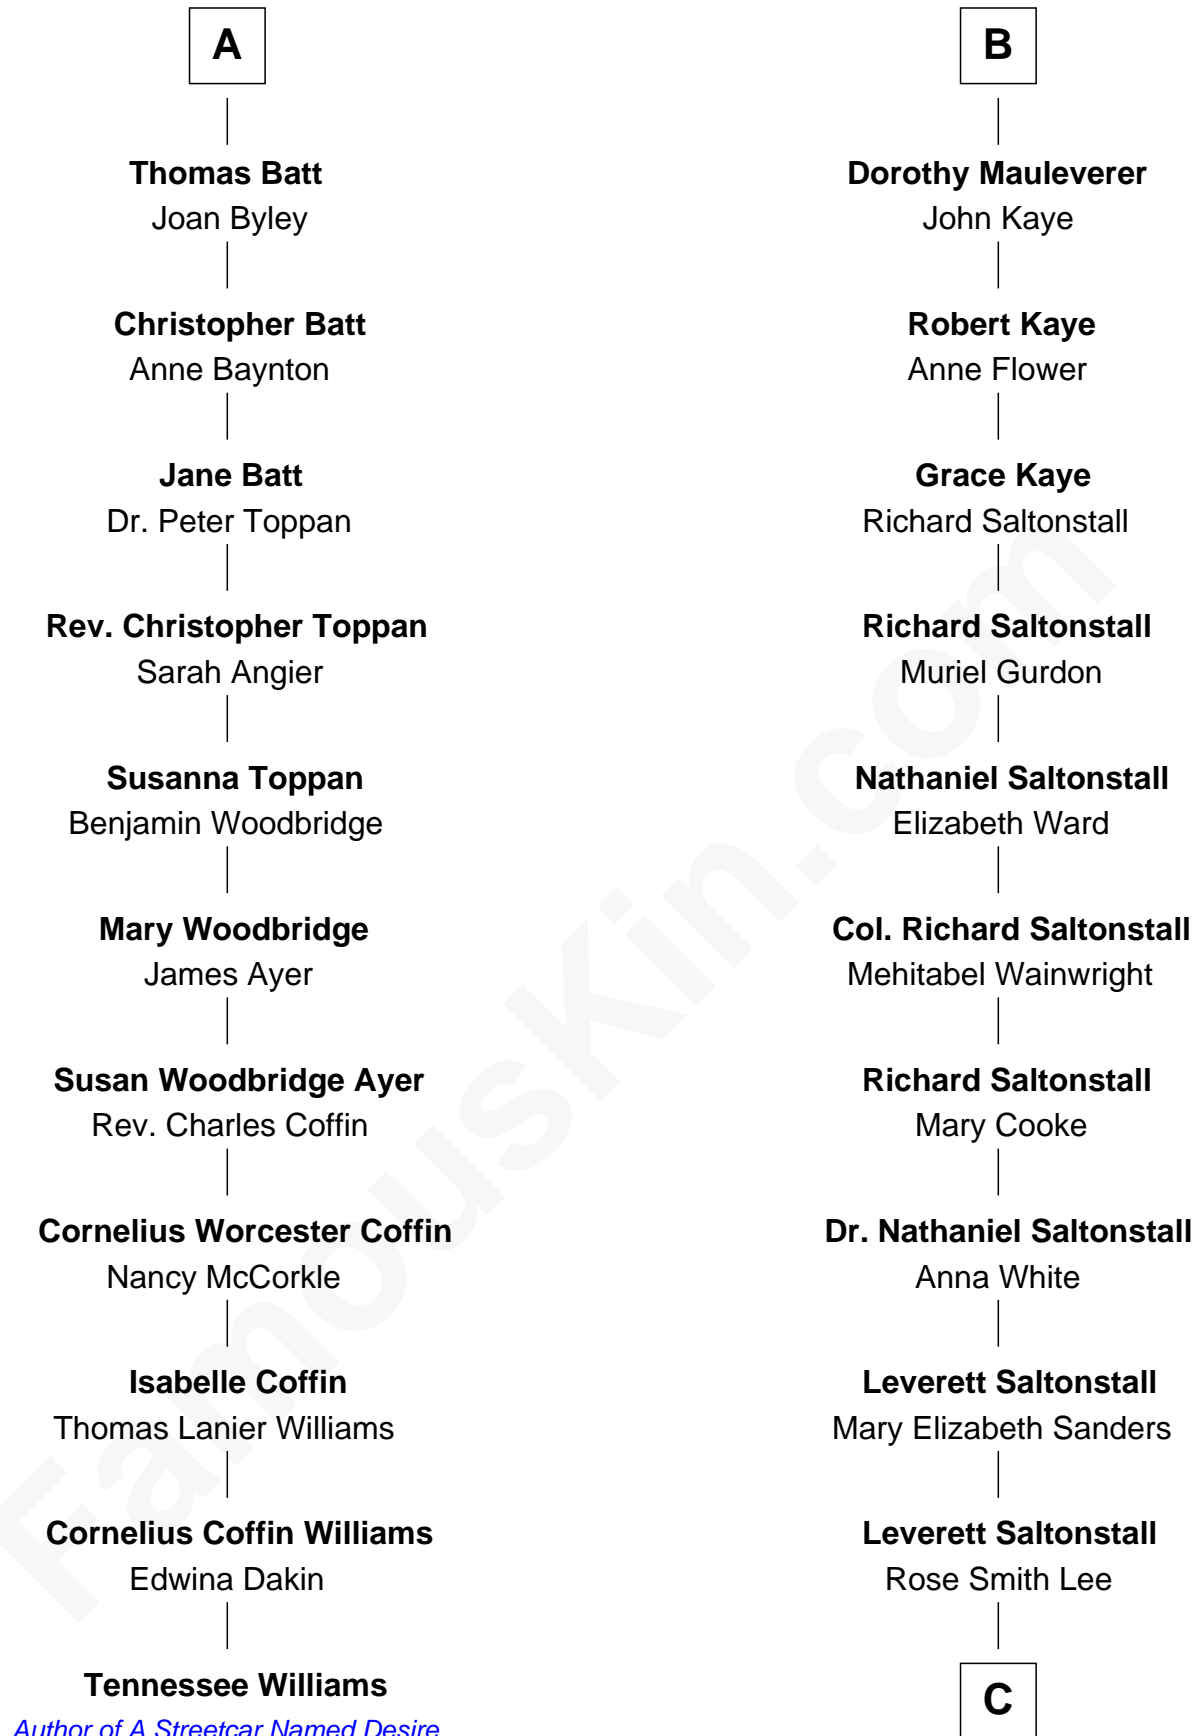 A
Thomas Batt
Joan Byley
Christopher Batt
Anne Baynton
Jane Batt
Dr. Peter Toppan
Rev. Christopher Toppan
Sarah Angier
Susanna Toppan
Benjamin Woodbridge
Mary Woodbridge
James Ayer
Susan Woodbridge Ayer
Rev. Charles Coffin
Cornelius Worcester Coffin
Nancy McCorkle
Isabelle Coffin
Thomas Lanier Williams
Cornelius Coffin Williams
Edwina Dakin
Tennessee Williams
Author of A Streetcar Named Desire
B
Dorothy Mauleverer
John Kaye
Robert Kaye
Anne Flower
Grace Kaye
Richard Saltonstall
Richard Saltonstall
Muriel Gurdon
Nathaniel Saltonstall
Elizabeth Ward
Col. Richard Saltonstall
Mehitabel Wainwright
Richard Saltonstall
Mary Cooke
Dr. Nathaniel Saltonstall
Anna White
Leverett Saltonstall
Mary Elizabeth Sanders
Leverett Saltonstall
Rose Smith Lee
C
FamousKin.com